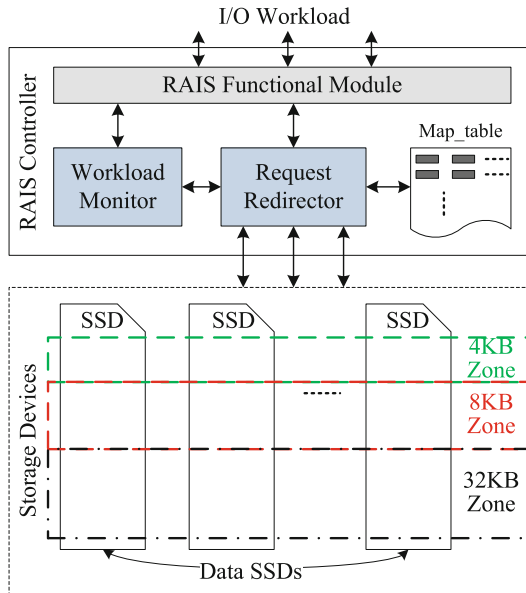 I/O Workload
RAIS Controller
RAIS Functional Module
Map_table
Workload
Monitor
Request
Redirector
Storage Devices
SSD
SSD
SSD
4KB
Zone
8KB
Zone
32KB
Zone
Data SSDs